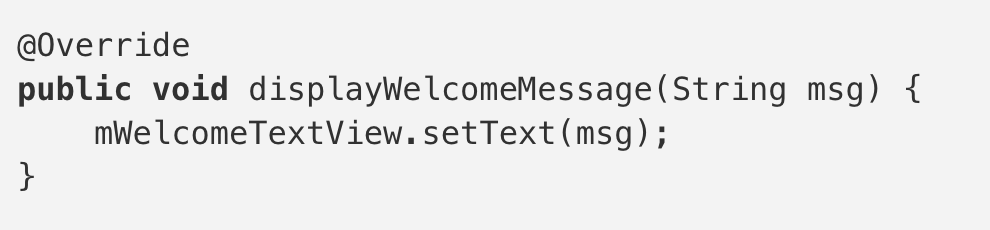 @Override
public void displayWelcomeMessage(String msg) {
    mWelcomeTextView.setText(msg);
}